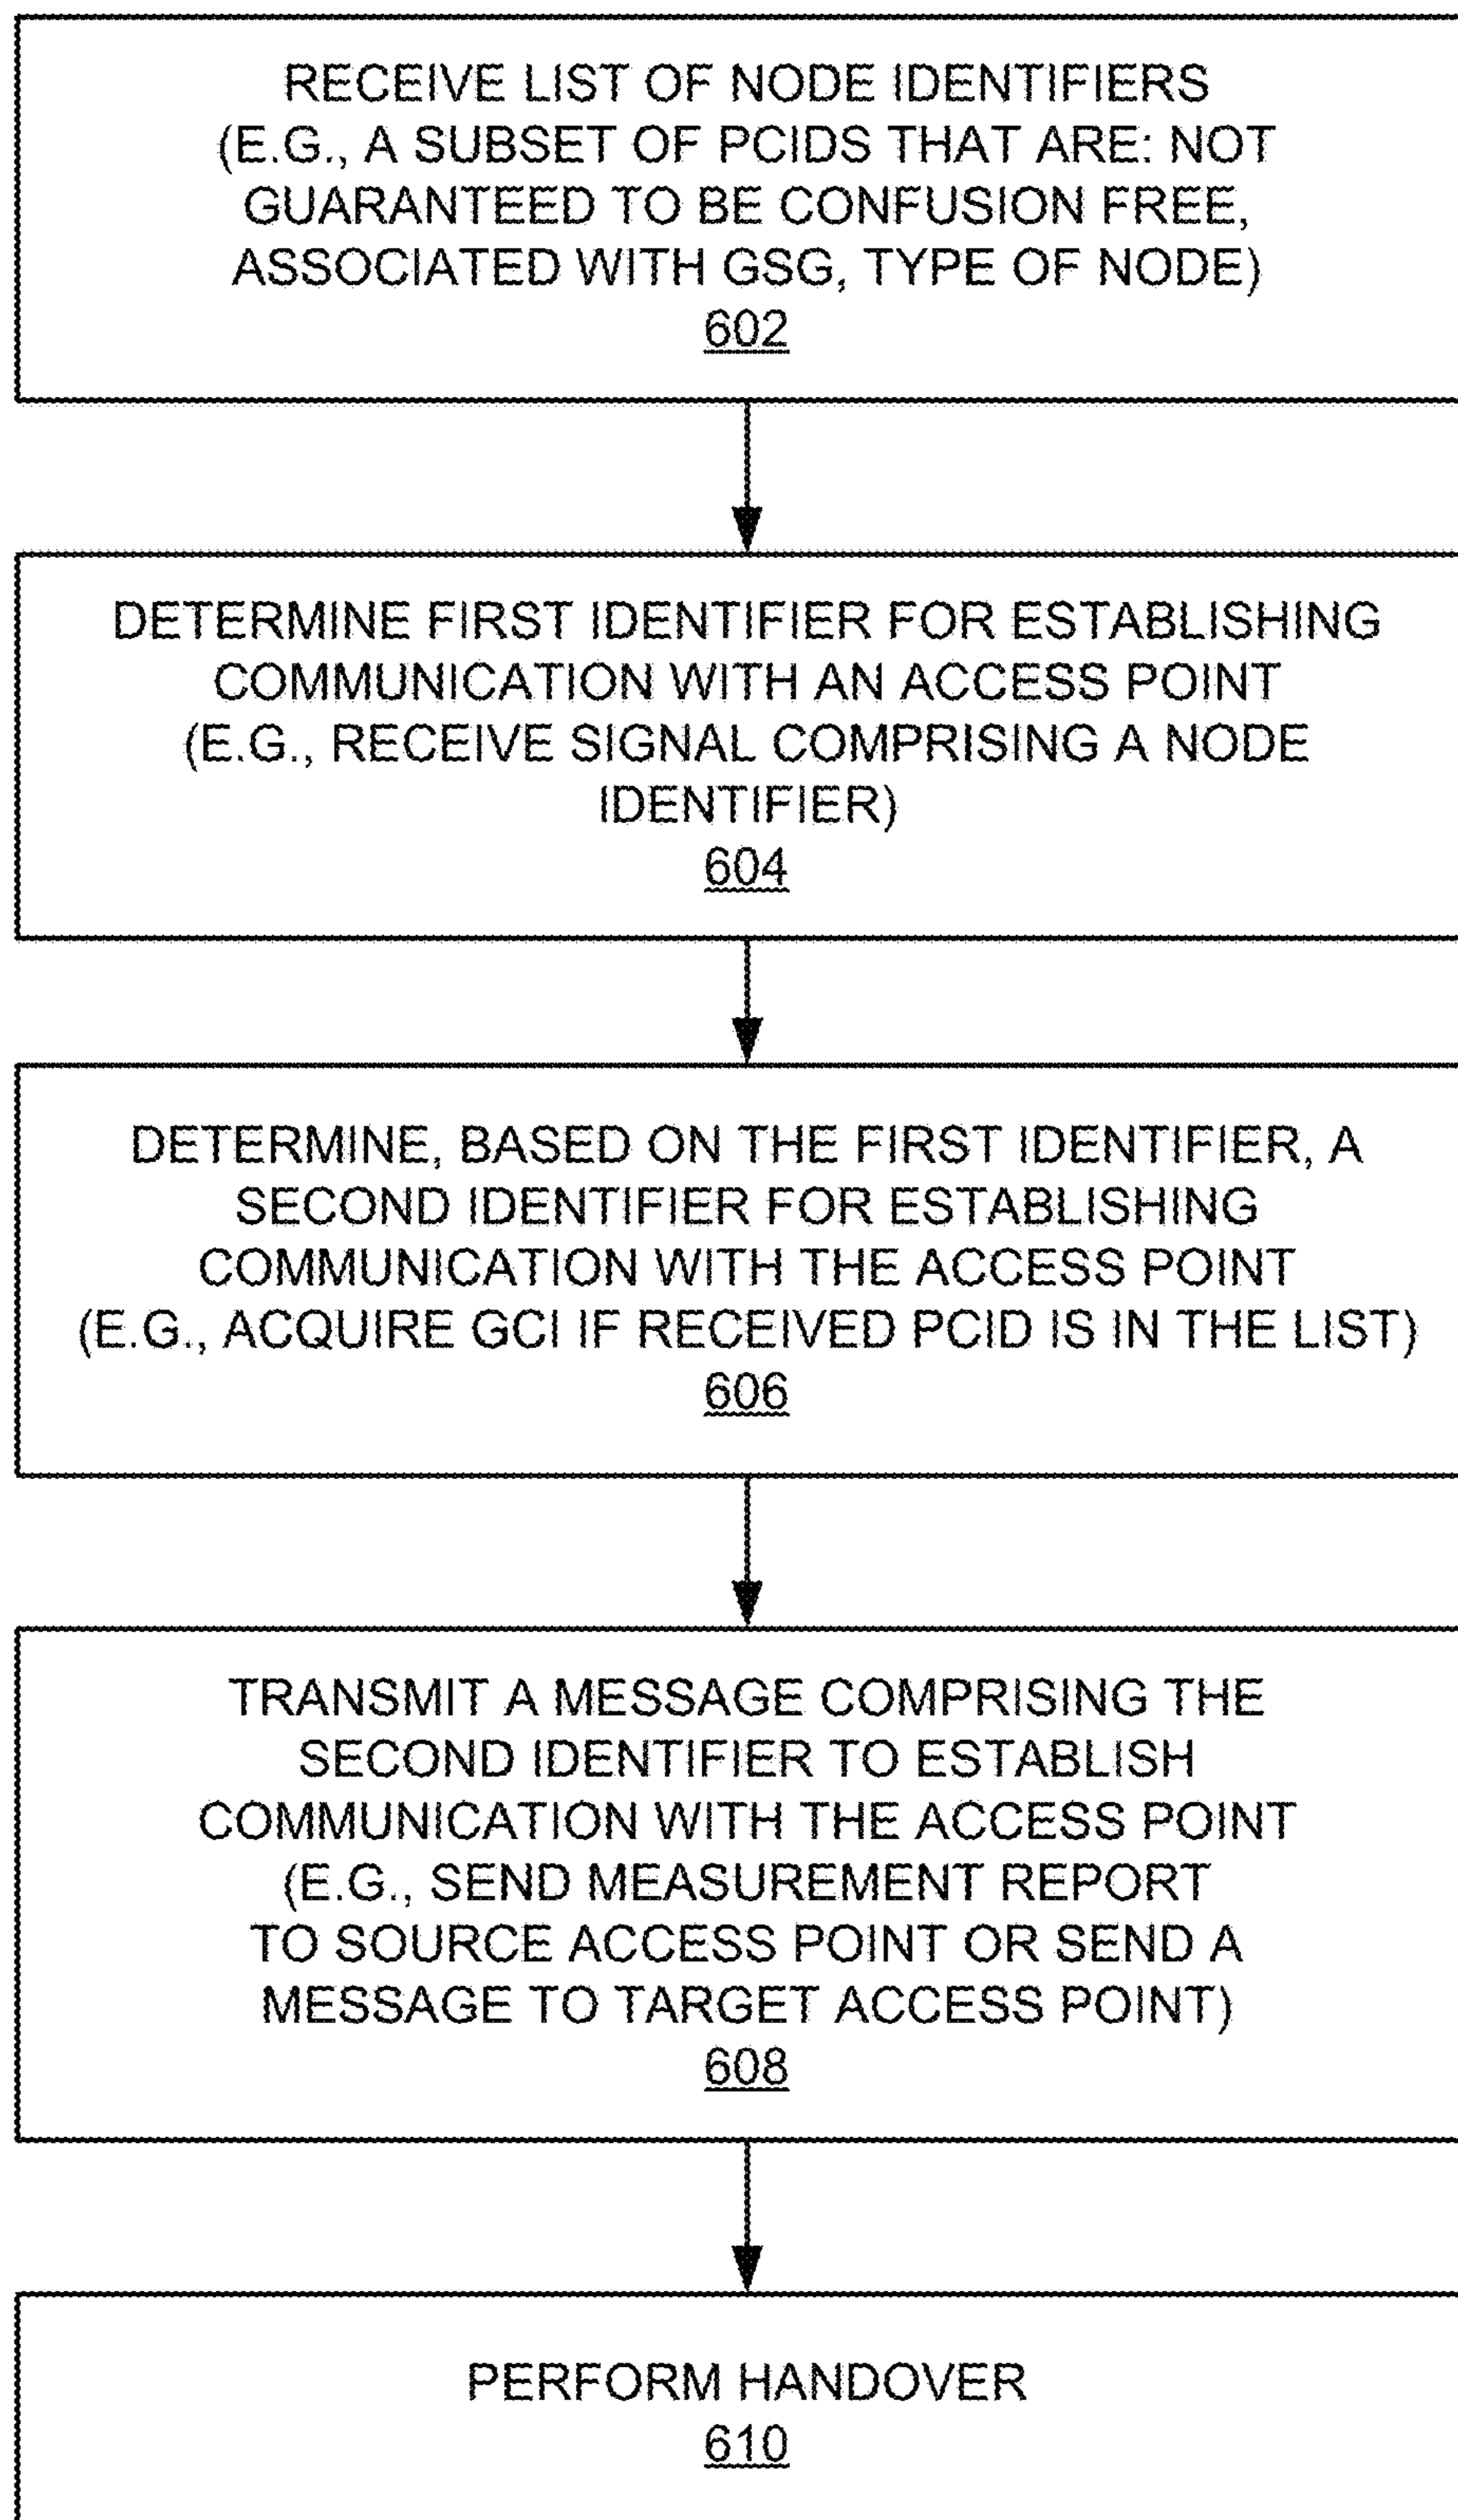 RECEIVE LIST OF NODE IDENTIFIERS
(E.G., A SUBSET OF PCIDS THAT ARE: NOT
GUARANTEED TO BE CONFUSION FREE,
ASSOCIATED WITH GSG, TYPE OF NODE)
602
DETERMINE FIRST IDENTIFIER FOR ESTABLISHING
COMMUNICATION WITH AN ACCESS POINT
(E.G., RECEIVE SIGNAL COMPRISING A NODE
IDENTIFIER)
604
DETERMINE, BASED ON THE FIRST IDENTIFIER, A
SECOND IDENTIFIER FOR ESTABLISHING
COMMUNICATION WITH THE ACCESS POINT
(E.G., ACQUIRE GCI IF RECEIVED PCID IS IN THE LIST)
606
TRANSMIT A MESSAGE COMPRISING THE
SECOND IDENTIFIER TO ESTABLISH
COMMUNICATION WITH THE ACCESS POINT
(E.G., SEND MEASUREMENT REPORT
TO SOURCE ACCESS POINT OR SEND A
MESSAGE TO TARGET ACCESS POINT)
608
PERFORM HANDOVER
610